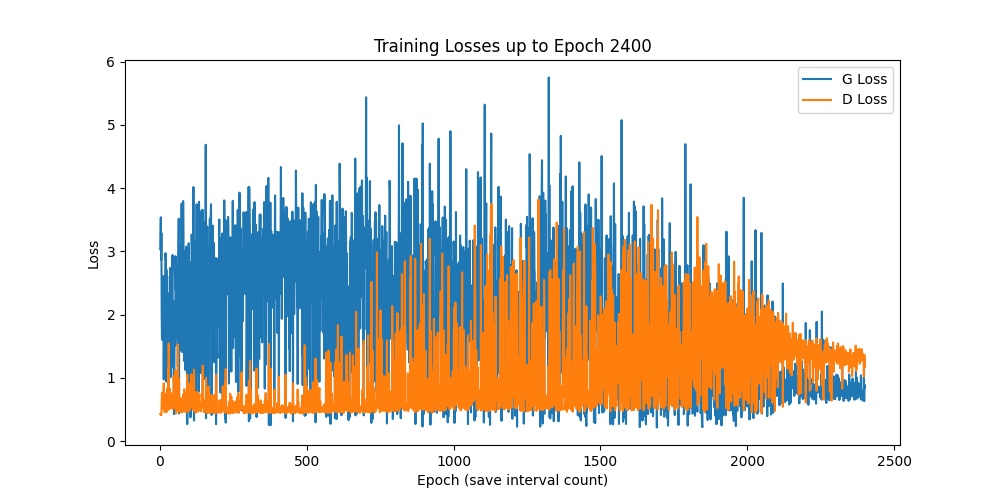 Training Losses up to Epoch 2400
G Loss
D Loss
6
5
4
3
2
1
0
Loss
0
500
1000
1500
2000
2500
Epoch (save interval count)